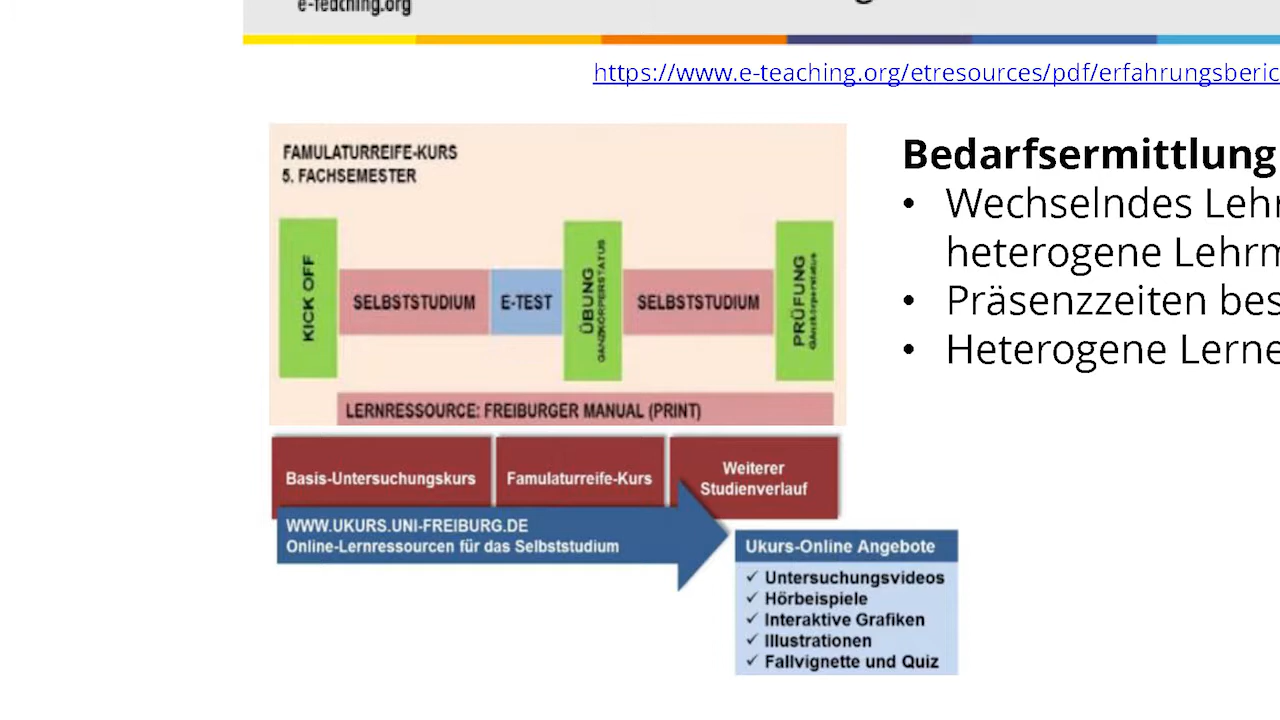 e-teaching.org
https://www.e-teaching.org/etresources/pdf/erfahrungsberic
FAMULATURREIFE-KURS
5. FACHSEMESTER
KICK OFF
SELBSTSTUDIUM
E-TEST
ÜBUNG
GANZKÖRPERSTATUS
SELBSTSTUDIUM
PRÜFUNG
GANZKÖRPERSTATUS
LERNRESSOURCE: FREIBURGER MANUAL (PRINT)
Basis-Untersuchungskurs
Famulaturreife-Kurs
Weiterer
Studienverlauf
WWW.UKURS.UNI-FREIBURG.DE
Online-Lernressourcen für das Selbststudium
Ukurs-Online Angebote
✓ Untersuchungsvideos
✓ Hörbeispiele
✓ Interaktive Grafiken
✓ Illustrationen
✓ Fallvignette und Quiz
Bedarfsermittlung
• Wechselndes Lehr
heterogene Lehrm
• Präsenzzeiten bes
• Heterogene Lerne